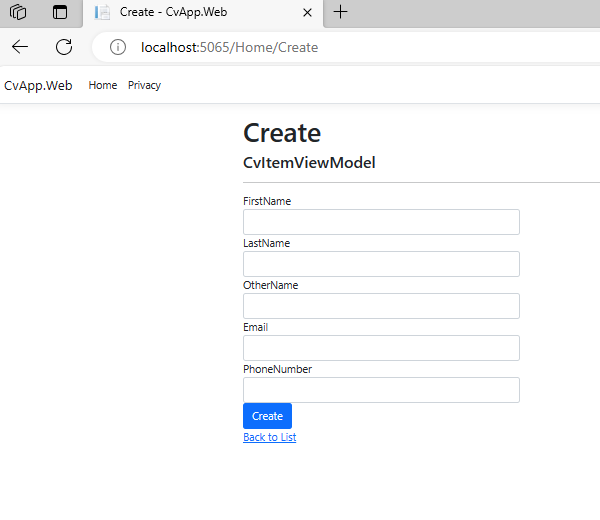 Create - CvApp.Web
localhost:5065/Home/Create
CvApp.Web Home Privacy
Create
CvItemViewModel
FirstName
LastName
OtherName
Email
PhoneNumber
Create
Back to List